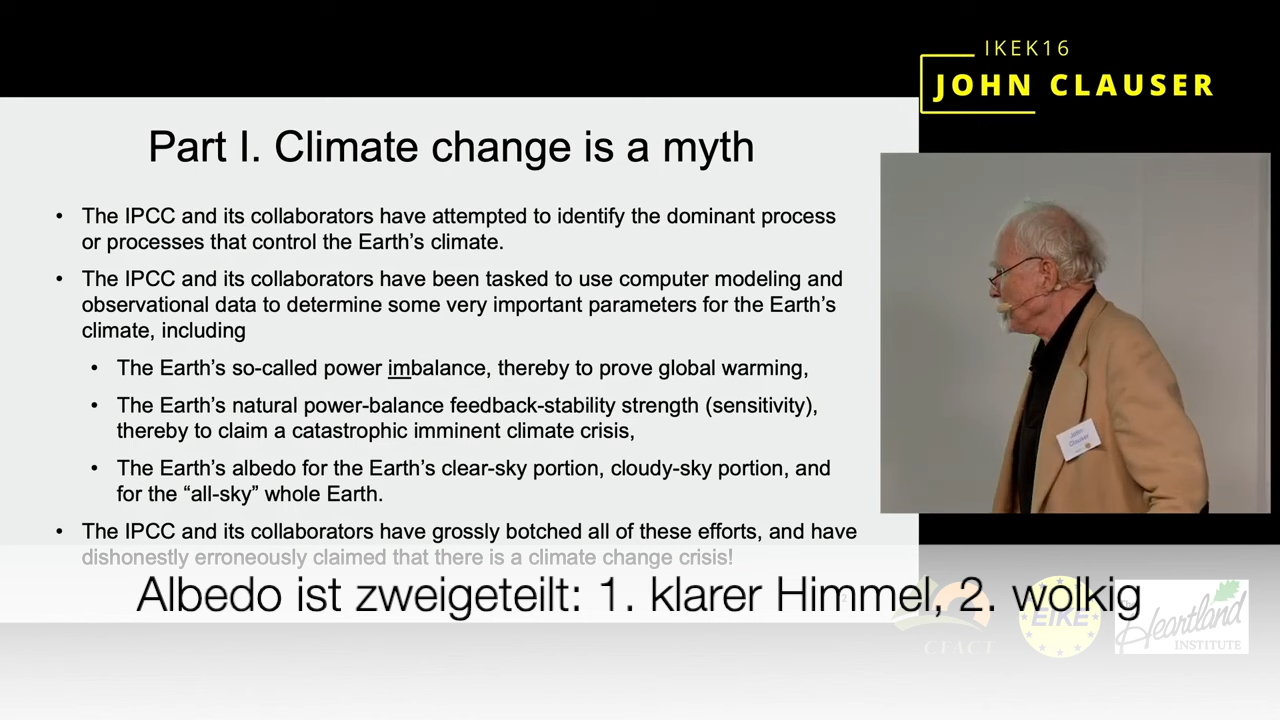 IKEK16
JOHN CLAUSER
Part I. Climate change is a myth
• The IPCC and its collaborators have attempted to identify the dominant process
or processes that control the Earth's climate.
• The IPCC and its collaborators have been tasked to use computer modeling and
observational data to determine some very important parameters for the Earth's
climate, including
• The Earth's so-called power imbalance, thereby to prove global warming,
• The Earth's natural power-balance feedback-stability strength (sensitivity),
thereby to claim a catastrophic imminent climate crisis,
• The Earth's albedo for the Earth's clear-sky portion, cloudy-sky portion, and
for the “all-sky” whole Earth.
• The IPCC and its collaborators have grossly botched all of these efforts, and have
dishonestly erroneously claimed that there is a climate change crisis!
John
Clauser
Albedo ist zweigeteilt: 1. klarer Himmel, 2. wolkig
CFACT
EIKE
Heartland
INSTITUTE